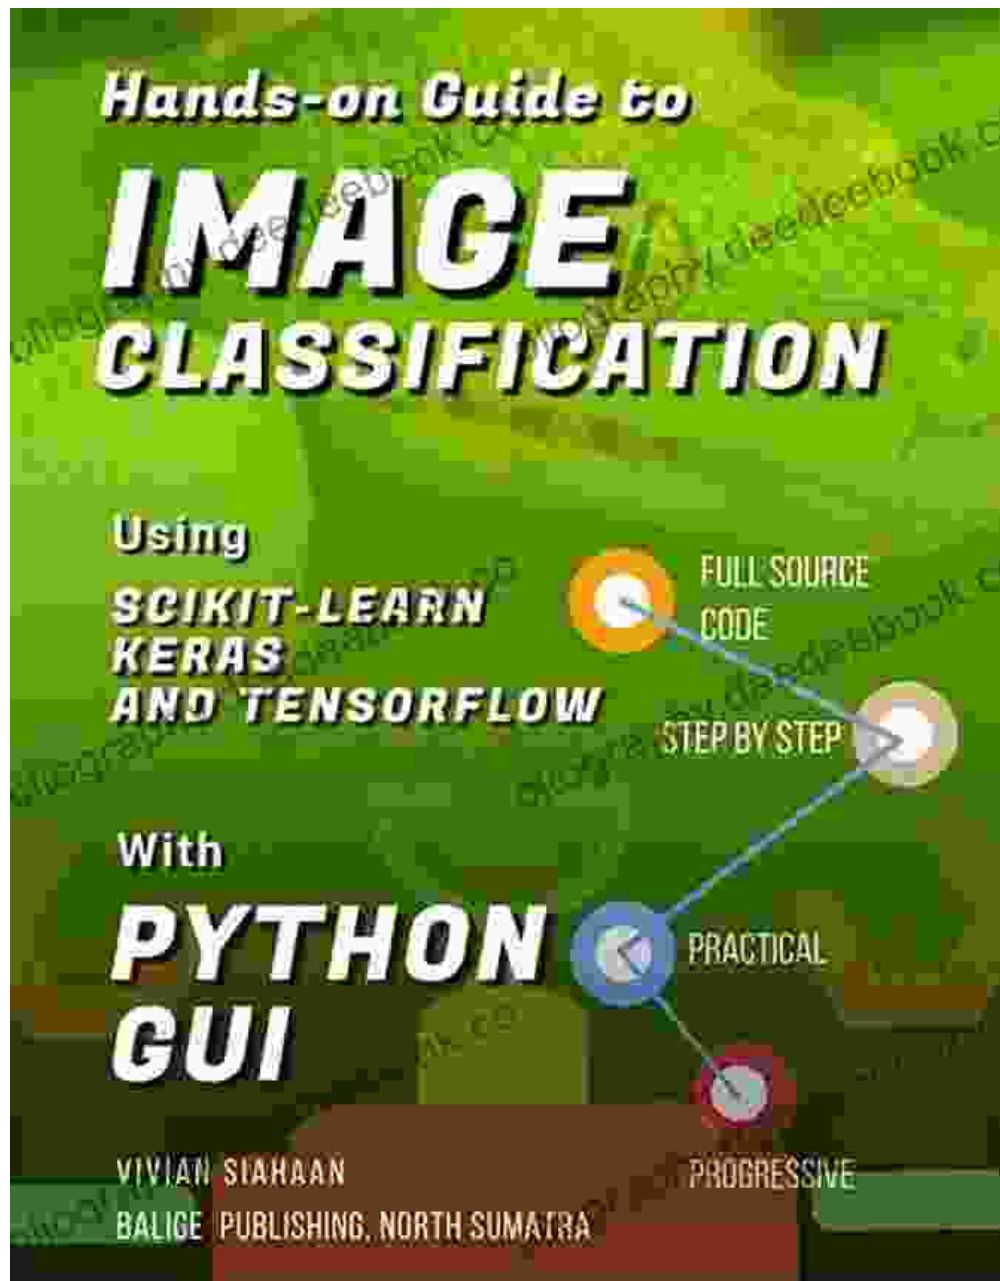 Hands-on Guide to
IMAGE
CLASSIFICATION
Using
SCIKIT-LEARN
KERAS
AND TENSORFLOW
FULL SOURCE
CODE
STEP BY STEP
With
PYTHON
GUI
PRACTICAL
PROGRESSIVE
VIVIAN SIAHAAN
BALIGE PUBLISHING, NORTH SUMATRA